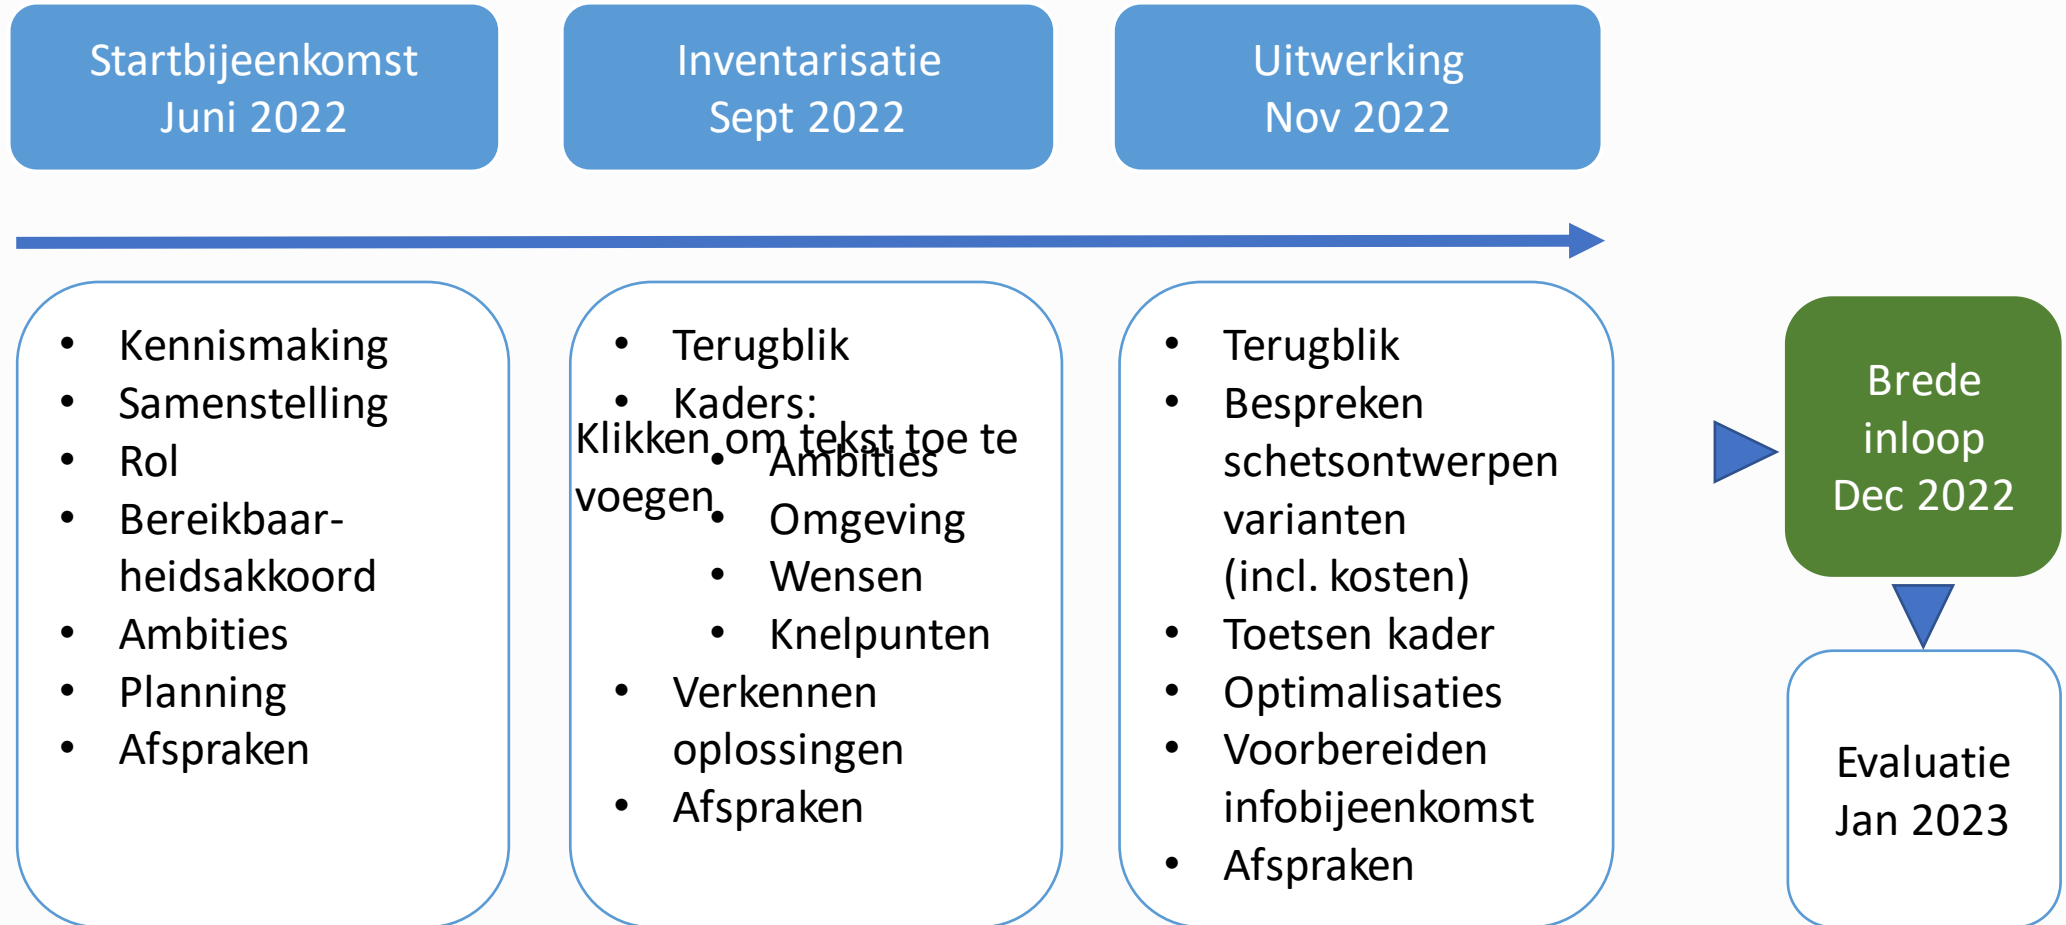 Startbijeenkomst
Juni 2022
Inventarisatie
Sept 2022
Uitwerking
Nov 2022
• Kennismaking
• Samenstelling
• Rol
• Bereikbaar-
heidsakkoord
• Ambities
• Planning
• Afspraken
• Terugblik
• Kaders:
Klikken om tekst toe te
voegen
• Ambities
• Omgeving
• Wensen
• Knelpunten
• Verkennen
oplossingen
• Afspraken
• Terugblik
• Bespreken
schetsontwerpen
varianten
(incl. kosten)
• Toetsen kader
• Optimalisaties
• Voorbereiden
infobijeenkomst
• Afspraken
Brede
inloop
Dec 2022
Evaluatie
Jan 2023